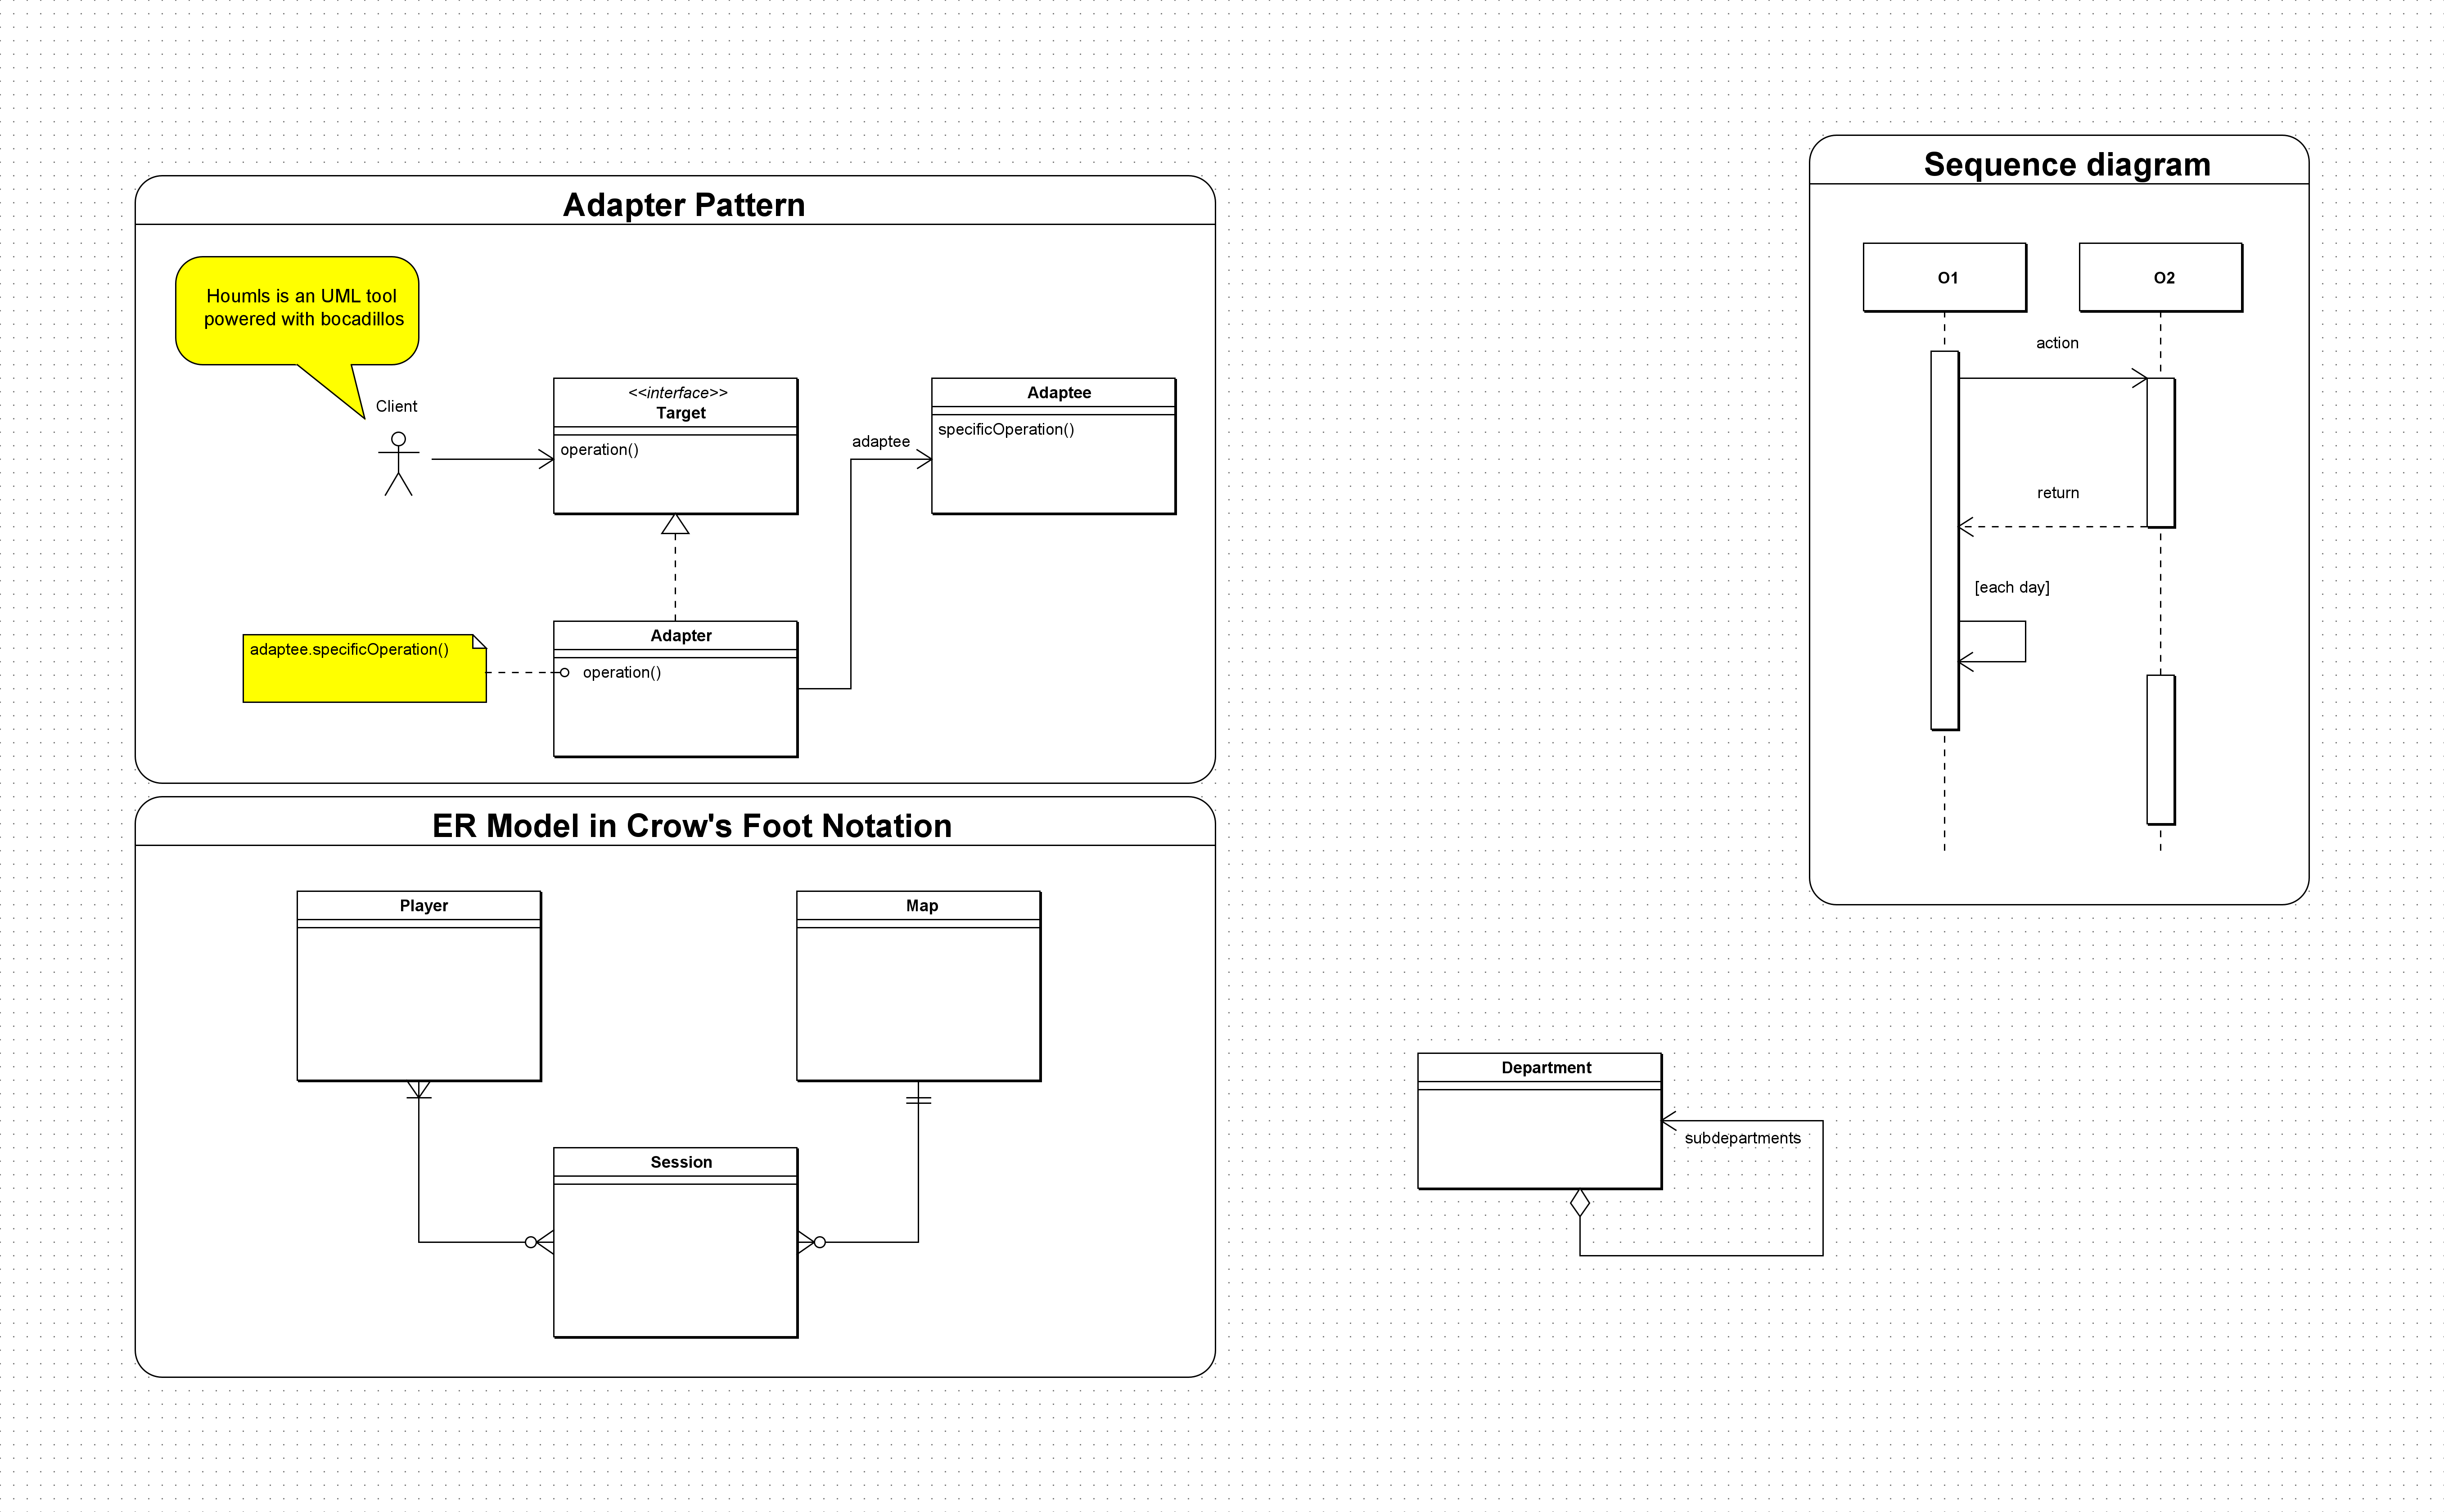 Adapter Pattern
Houmls is an UML tool
powered with bocadillos
Client
<<interface>>
Target
operation()
adaptee
Adaptee
specificOperation()
adaptee.specificOperation()
Adapter
operation()
ER Model in Crow's Foot Notation
Player
Map
Session
Sequence diagram
O1
O2
action
return
[each day]
Department
subdepartments